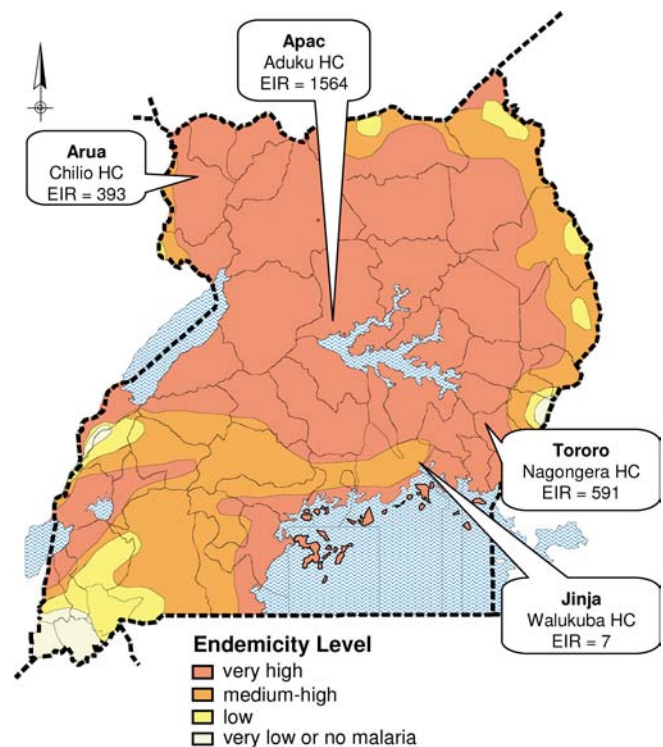 Apac
Aduku HC
EIR = 1564
Arua
Chilio HC
EIR = 393
Tororo
Nagongera HC
EIR = 591
Jinja
Walukuba HC
EIR = 7
Endemicity Level
very high
medium-high
low
very low or no malaria